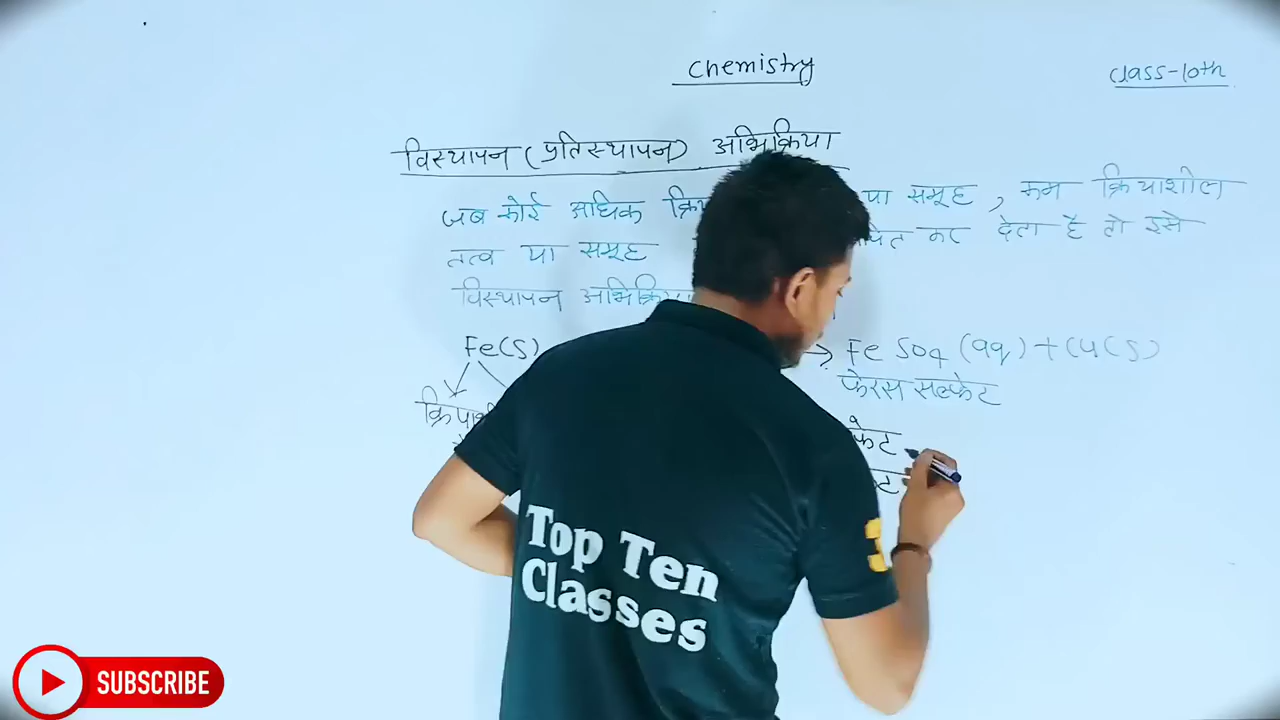 Chemistry
Class-10th
विस्थापन (प्रतिस्थापन) अभिक्रिया
जब कोई अधिक या समूह, कम क्रियाशील
तत्व या समूह कर देता है तो इसे
विस्थापन
Fe(S) → FeSO4 (aq) + Cu(S)
फेरस सल्फेट
Top Ten
Classes
3
SUBSCRIBE